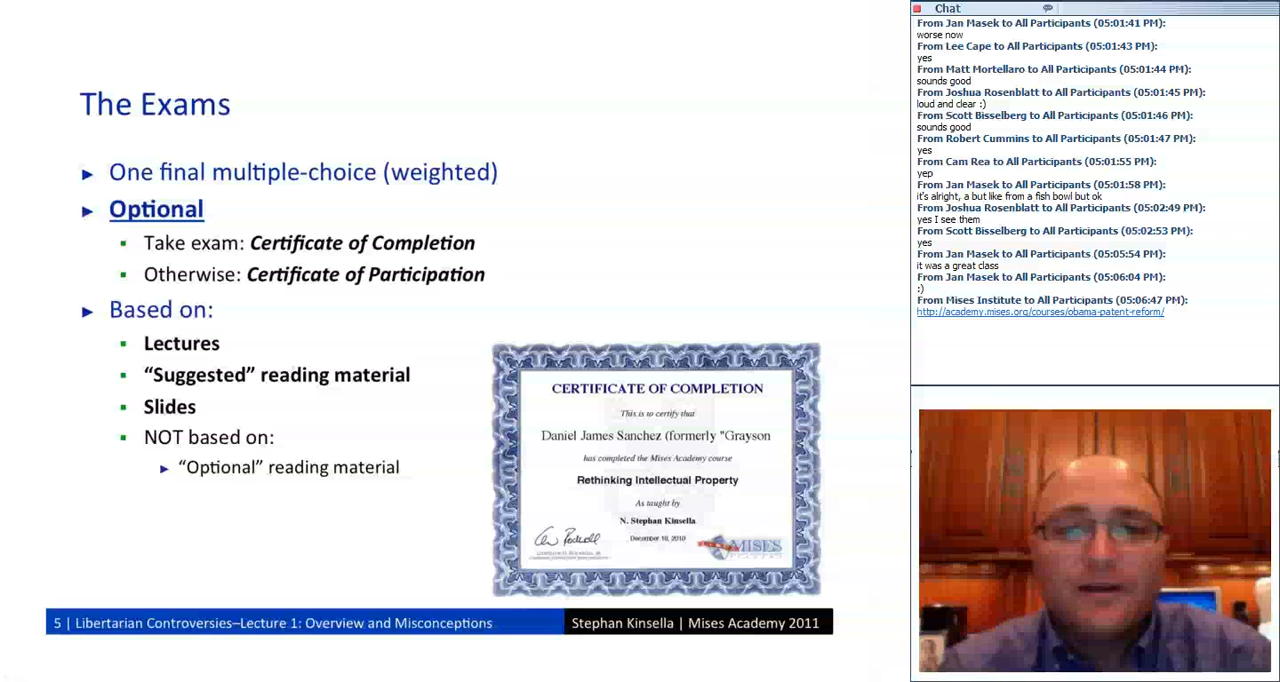 The Exams
► One final multiple-choice (weighted)
► Optional
▪ Take exam: Certificate of Completion
▪ Otherwise: Certificate of Participation
► Based on:
▪ Lectures
▪ “Suggested” reading material
▪ Slides
▪ NOT based on:
► “Optional” reading material
CERTIFICATE OF COMPLETION
This is to certify that
Daniel James Sanchez (formerly "Grayson
has completed the Mises Academy course
Rethinking Intellectual Property
As taught by
N. Stephan Kinsella
December 18, 2010
MISES
5 | Libertarian Controversies–Lecture 1: Overview and Misconceptions
Stephan Kinsella | Mises Academy 2011
Chat
From Jan Masek to All Participants (05:01:41 PM):
worse now
From Lee Cape to All Participants (05:01:43 PM):
yes
From Matt Mortellaro to All Participants (05:01:44 PM):
sounds good
From Joshua Rosenblatt to All Participants (05:01:45 PM):
loud and clear :)
From Scott Bisselberg to All Participants (05:01:46 PM):
sounds good
From Robert Cummins to All Participants (05:01:47 PM):
yes
From Cam Rea to All Participants (05:01:55 PM):
yep
From Jan Masek to All Participants (05:01:58 PM):
it's alright, a but like from a fish bowl but ok
From Joshua Rosenblatt to All Participants (05:02:49 PM):
yes I see them
From Scott Bisselberg to All Participants (05:02:53 PM):
yes
From Jan Masek to All Participants (05:05:54 PM):
it was a great class
From Jan Masek to All Participants (05:06:04 PM):
:)
From Mises Institute to All Participants (05:06:47 PM):
http://academy.mises.org/courses/obama-patent-reform/